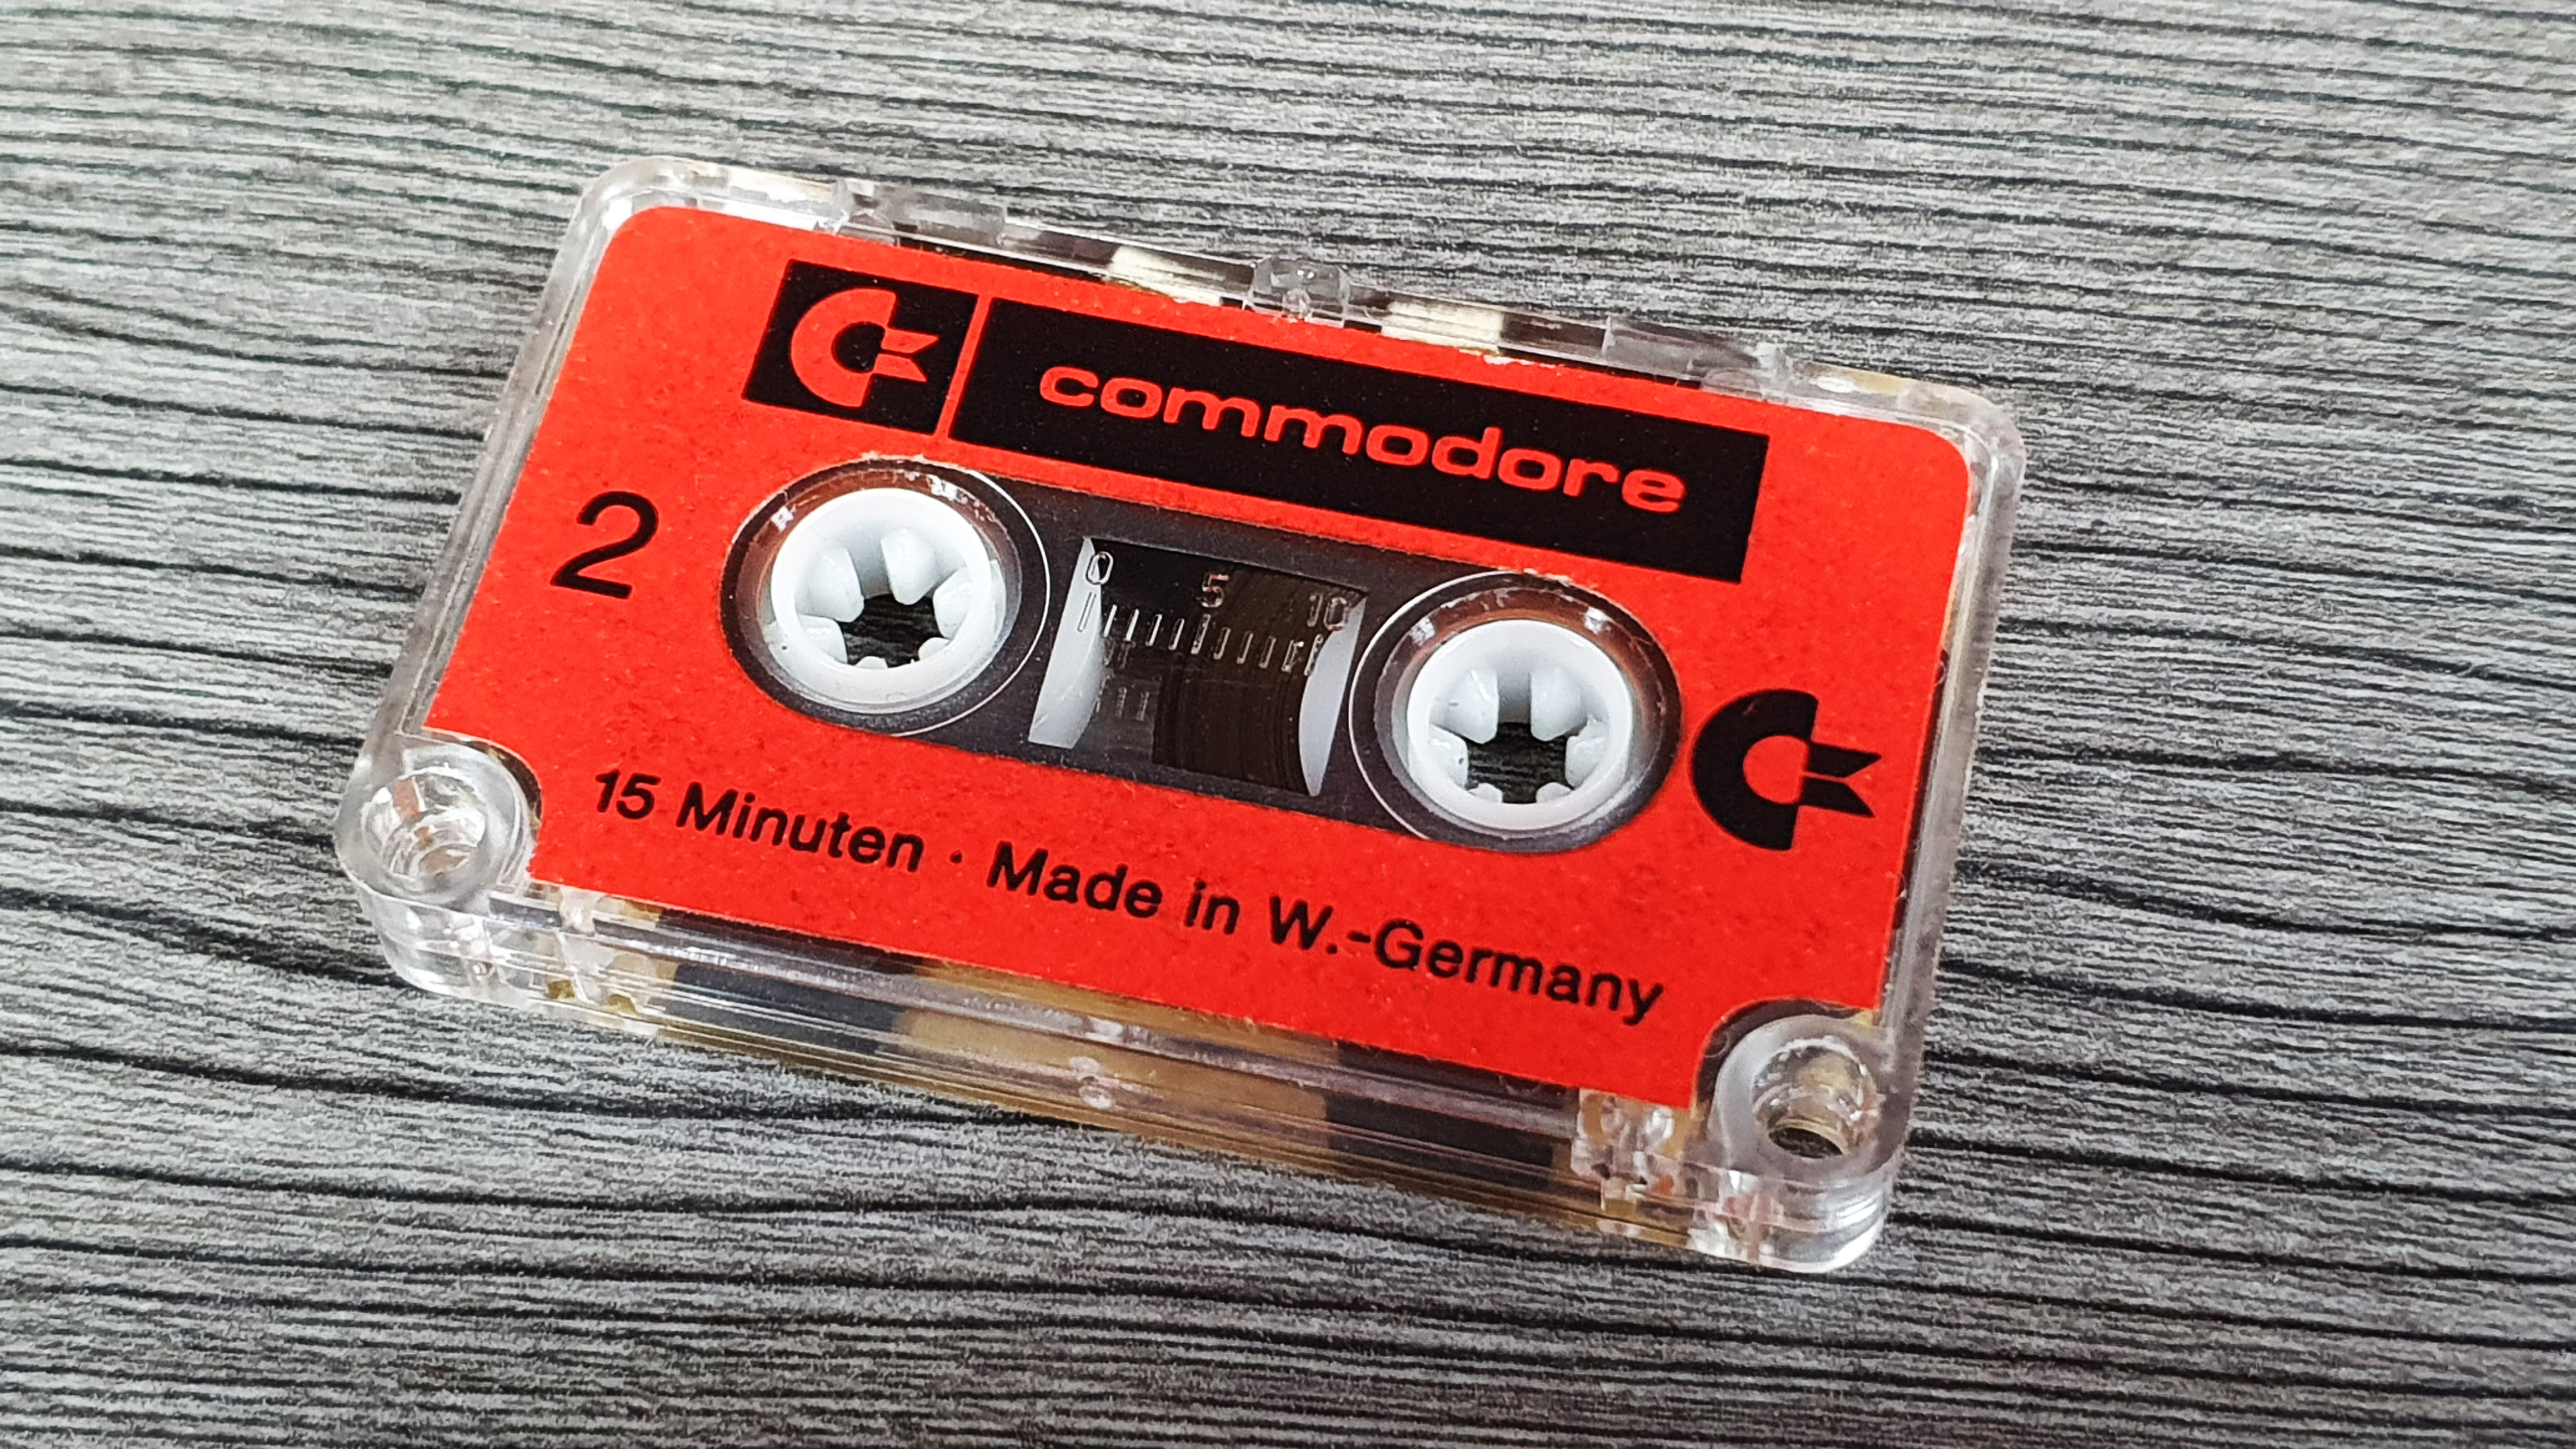 commodore
2
0 5 10
15 Minuten · Made in W.-Germany